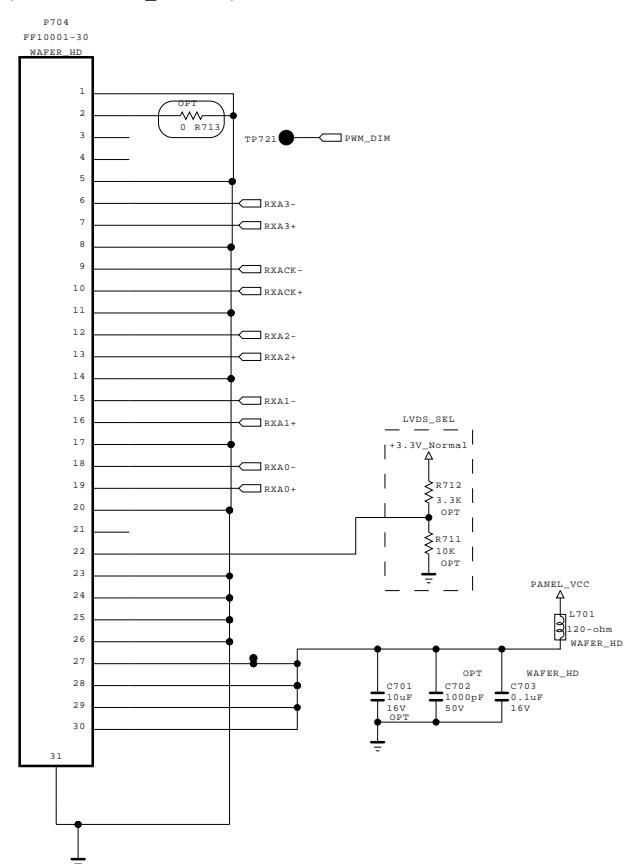 P704
FF10001-30
WAFER_HD
1
OPT
2
0 R713
3
TP721
PWM_DIM
4
5
6
RXA3-
7
RXA3+
8
9
RXACK-
10
RXACK+
11
12
RXA2-
13
RXA2+
14
15
RXA1-
16
RXA1+
17
LVDS_SEL
+3.3V_Normal
18
RXA0-
19
RXA0+
R712
3.3K
OPT
20
21
22
R711
10K
OPT
23
24
25
26
27
28
29
30
PANEL_VCC
L701
120-ohm
WAFER_HD
C701
10uF
16V
OPT
OPT
C702
1000pF
50V
WAFER_HD
C703
0.1uF
16V
31